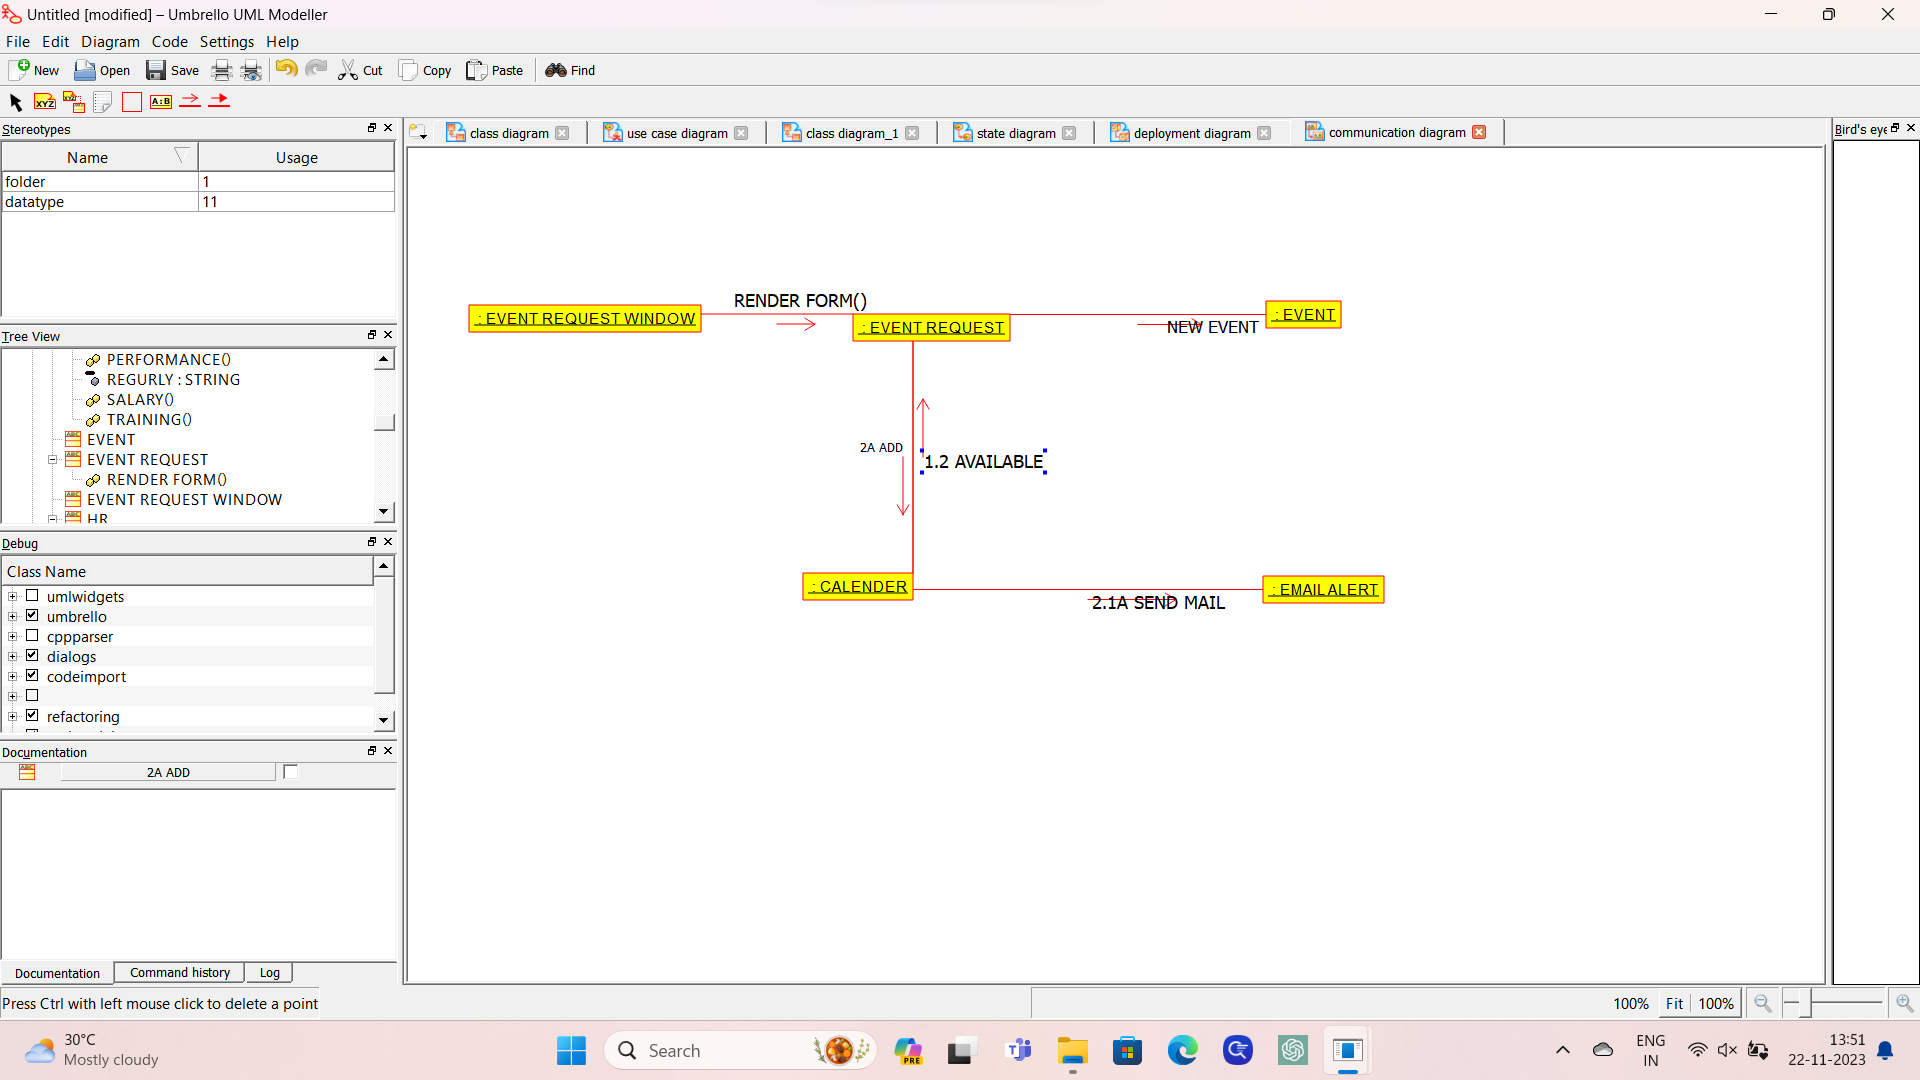 Untitled [modified] – Umbrello UML Modeller
File Edit Diagram Code Settings Help
New Open Save Cut Copy Paste Find
XYZ A:B
Stereotypes
Name Usage
folder 1
datatype 11
Tree View
PERFORMANCE()
REGURLY : STRING
SALARY()
TRAINING()
EVENT
EVENT REQUEST
RENDER FORM()
EVENT REQUEST WINDOW
HR
Debug
Class Name
umlwidgets
umbrello
cppparser
dialogs
codeimport
refactoring
Documentation
2A ADD
Documentation Command history Log
Press Ctrl with left mouse click to delete a point
class diagram use case diagram class diagram_1 state diagram deployment diagram communication diagram
Bird's eye
RENDER FORM()
: EVENT REQUEST WINDOW
: EVENT REQUEST
NEW EVENT
: EVENT
2A ADD
1.2 AVAILABLE
: CALENDER
2.1A SEND MAIL
: EMAIL ALERT
100% Fit 100%
30°C
Mostly cloudy
Search
PRE
ENG
IN
13:51
22-11-2023